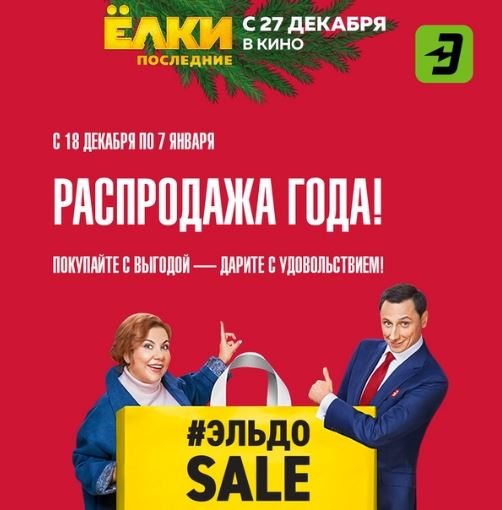 ЁЛКИ
ПОСЛЕДНИЕ
С 27 ДЕКАБРЯ
В КИНО
Э
С 18 ДЕКАБРЯ ПО 7 ЯНВАРЯ
РАСПРОДАЖА ГОДА!
ПОКУПАЙТЕ С ВЫГОДОЙ — ДАРИТЕ С УДОВОЛЬСТВИЕМ!
#ЭЛЬДО
SALE